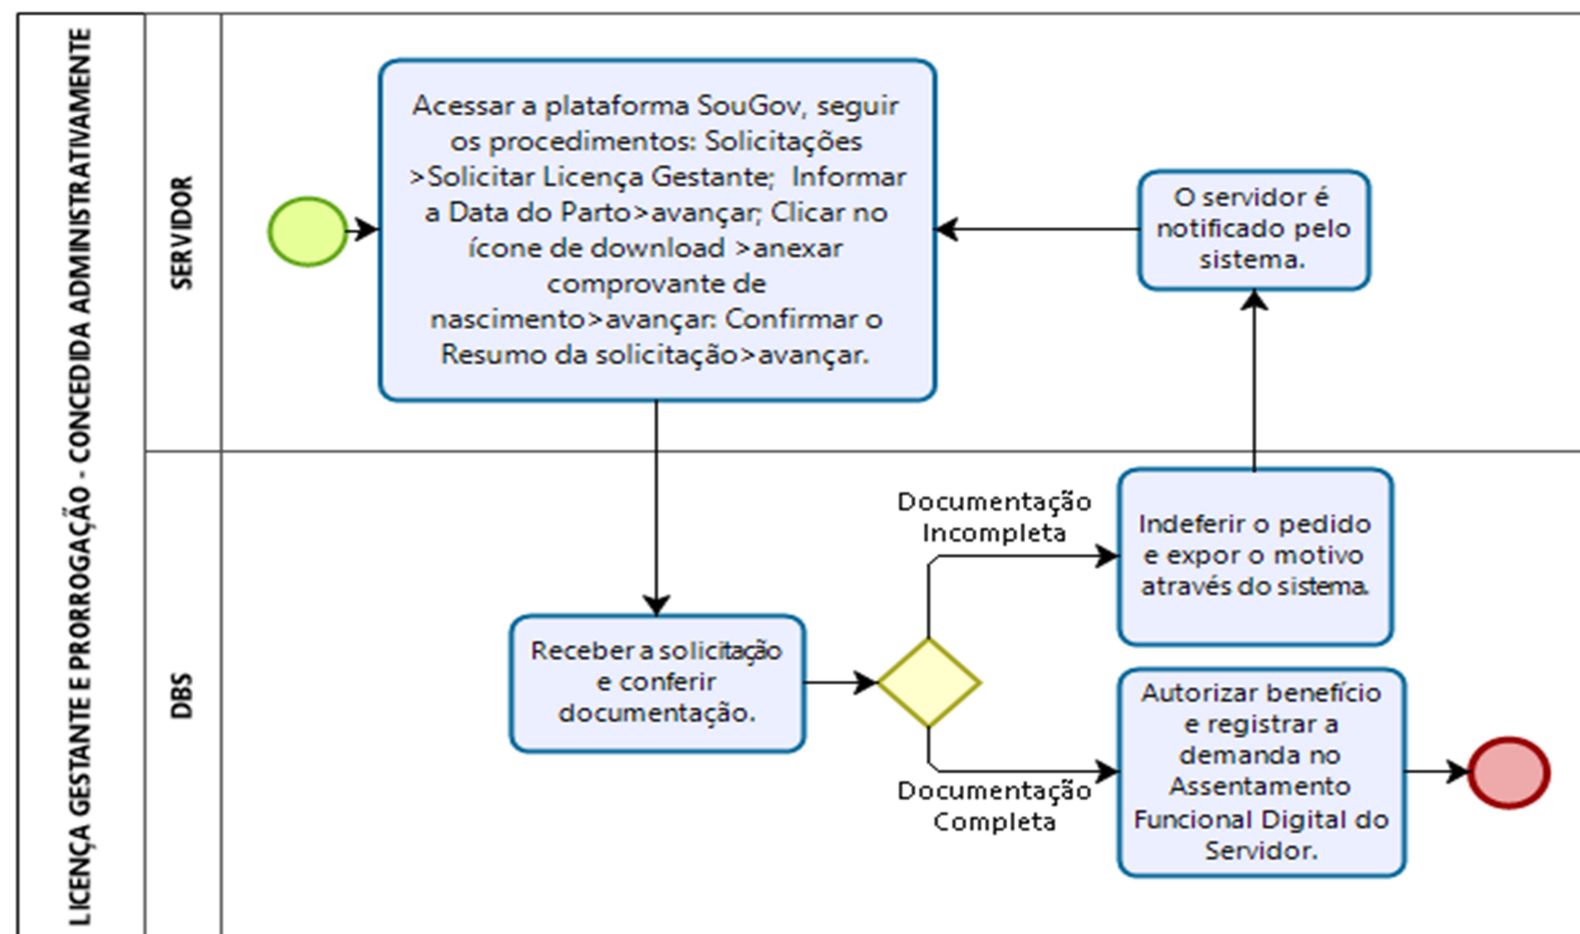 LICENÇA GESTANTE E PRORROGAÇÃO - CONCEDIDA ADMINISTRATIVAMENTE
SERVIDOR
Acessar a plataforma SouGov, seguir
os procedimentos: Solicitações
>Solicitar Licença Gestante; Informar
a Data do Parto>avançar; Clicar no
ícone de download >anexar
comprovante de
nascimento>avançar: Confirmar o
Resumo da solicitação>avançar.
O servidor é
notificado pelo
sistema.
DBS
Receber a solicitação
e conferir
documentação.
Documentação
Incompleta
Indeferir o pedido
e expor o motivo
através do sistema.
Documentação
Completa
Autorizar benefício
e registrar a
demanda no
Assentamento
Funcional Digital do
Servidor.